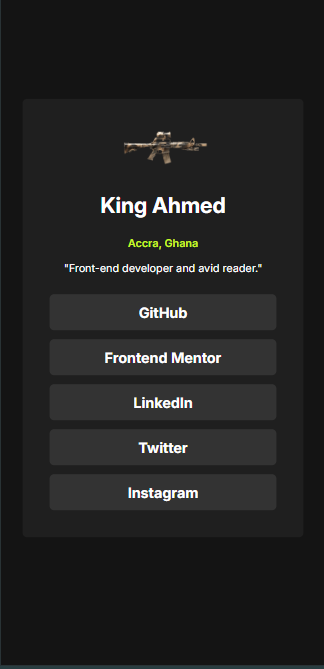 King Ahmed
Accra, Ghana
"Front-end developer and avid reader."
GitHub
Frontend Mentor
LinkedIn
Twitter
Instagram